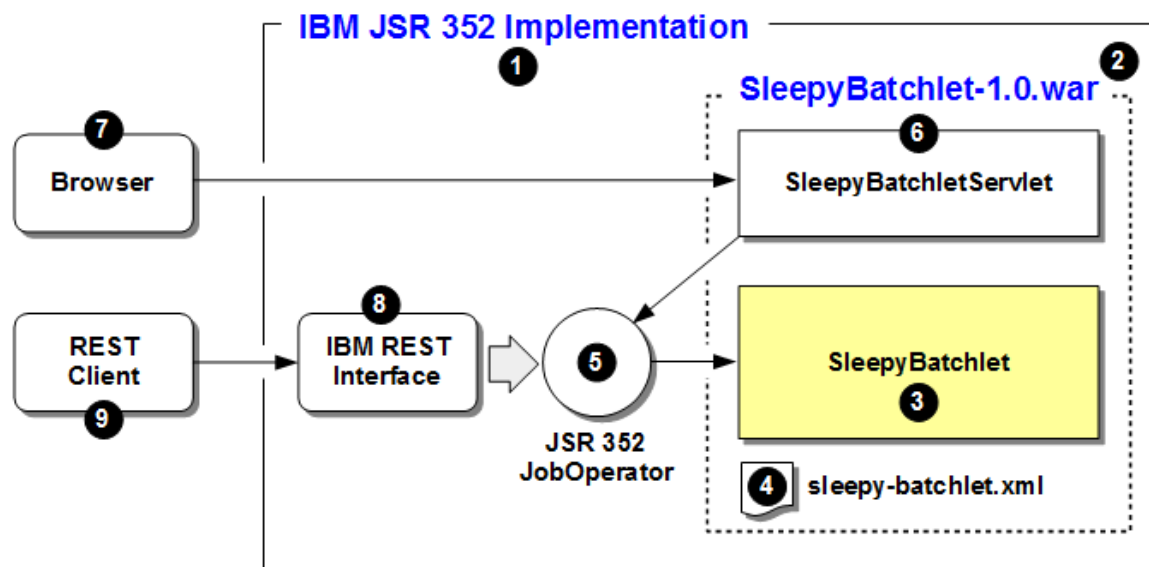 IBM JSR 352 Implementation
1
2
SleepyBatchlet-1.0.war
7
Browser
6
SleepyBatchletServlet
8
REST
Client
9
IBM REST
Interface
5
JSR 352
JobOperator
SleepyBatchlet
3
4
sleepy-batchlet.xml